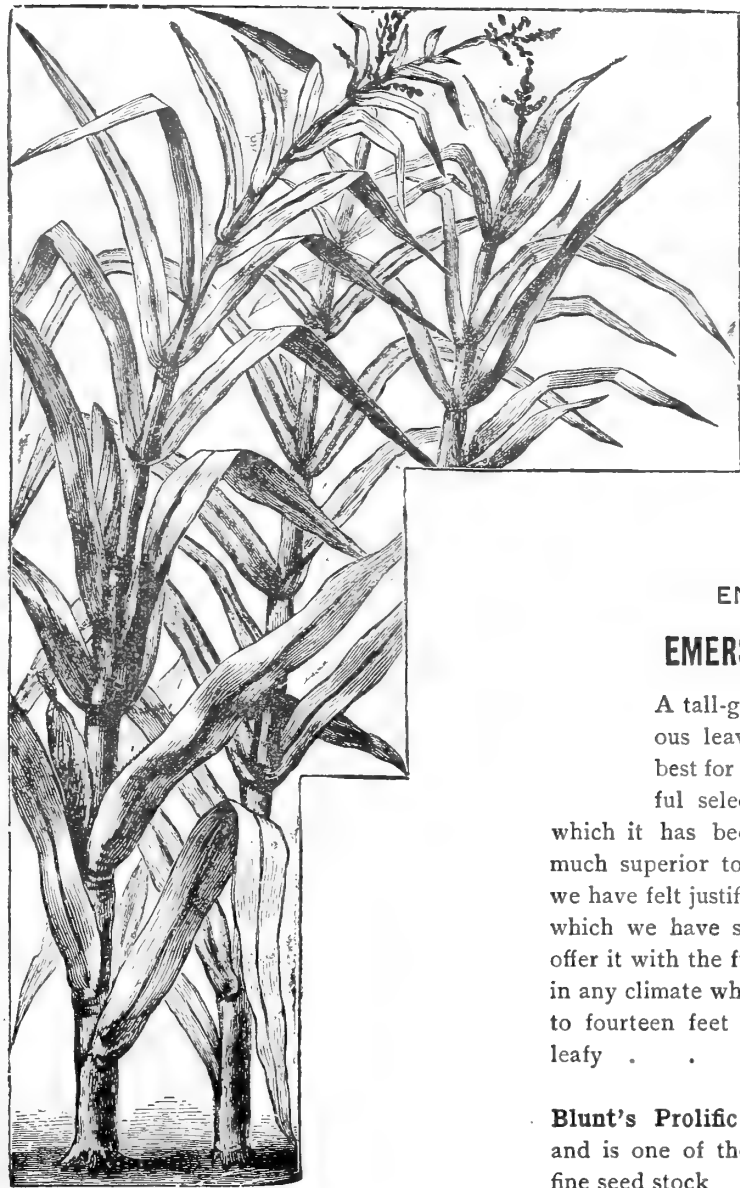 EN
EMERS
A tall-g
ous leav
best for
ful selec
which it has bee
much superior to
we have felt justif
which we have s
offer it with the fu
in any climate wh
to fourteen feet
leafy . .
Blunt's Prolific
and is one of the
fine seed stock